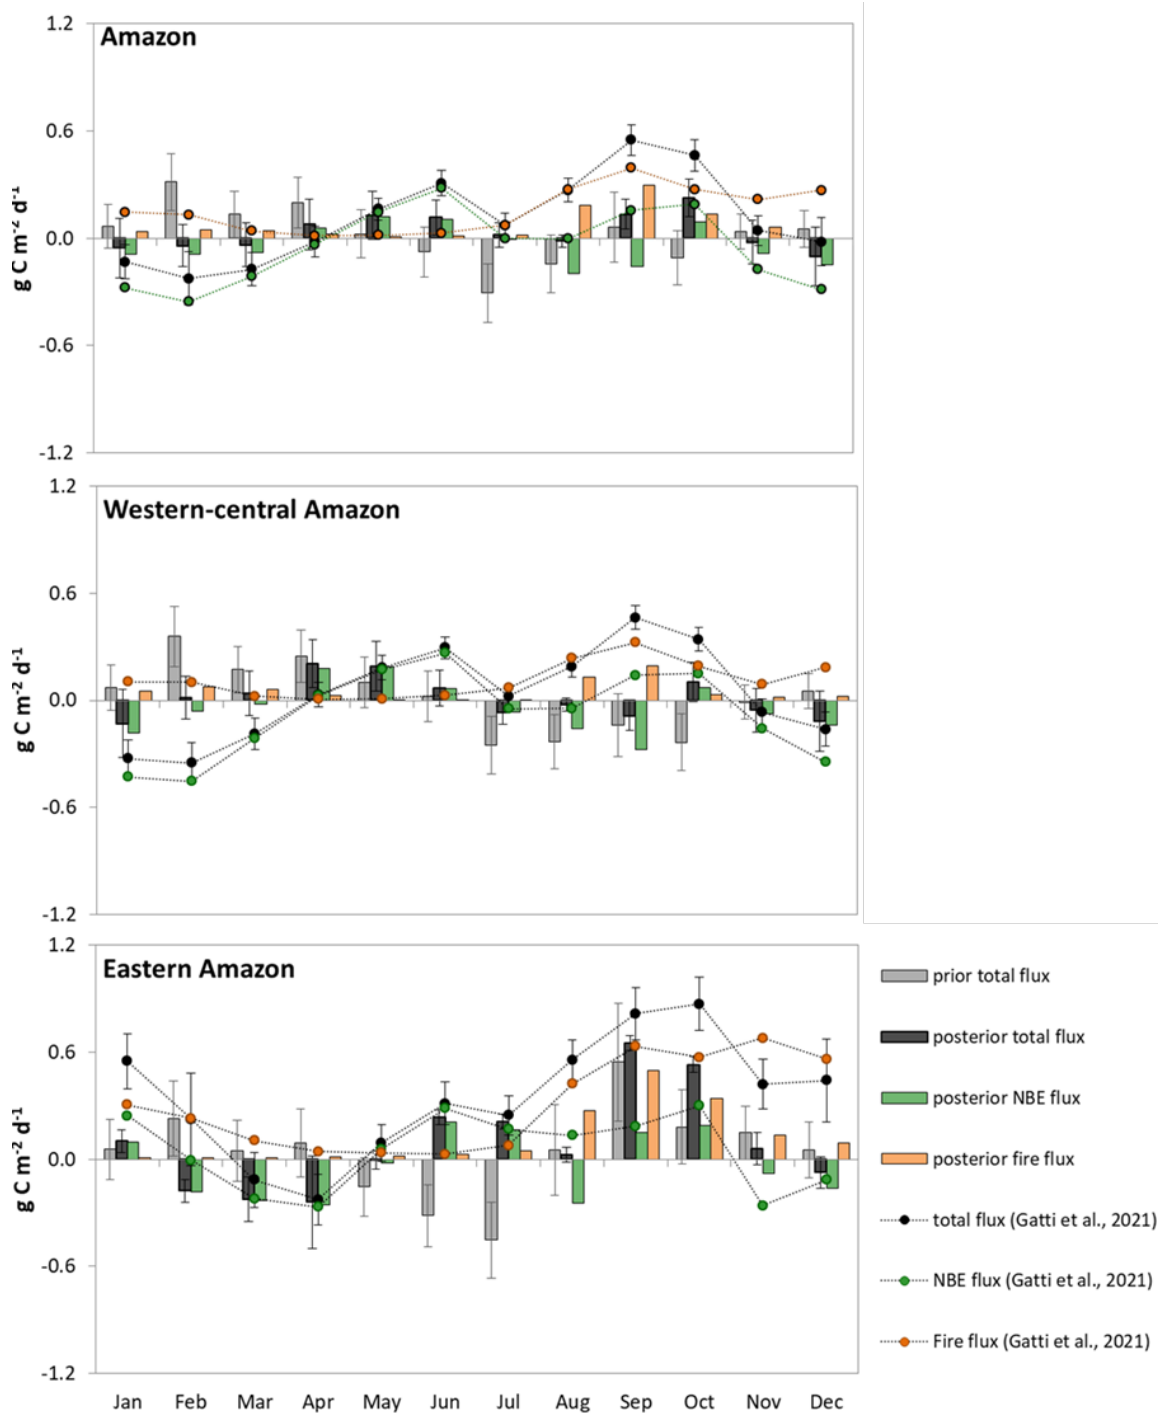 Amazon
1.2
0.6
0.0
-0.6
-1.2
g C m⁻² d⁻¹
Western-central Amazon
1.2
0.6
0.0
-0.6
-1.2
g C m⁻² d⁻¹
Eastern Amazon
1.2
0.6
0.0
-0.6
-1.2
g C m⁻² d⁻¹
Jan Feb Mar Apr May Jun Jul Aug Sep Oct Nov Dec
prior total flux
posterior total flux
posterior NBE flux
posterior fire flux
total flux (Gatti et al., 2021)
NBE flux (Gatti et al., 2021)
Fire flux (Gatti et al., 2021)